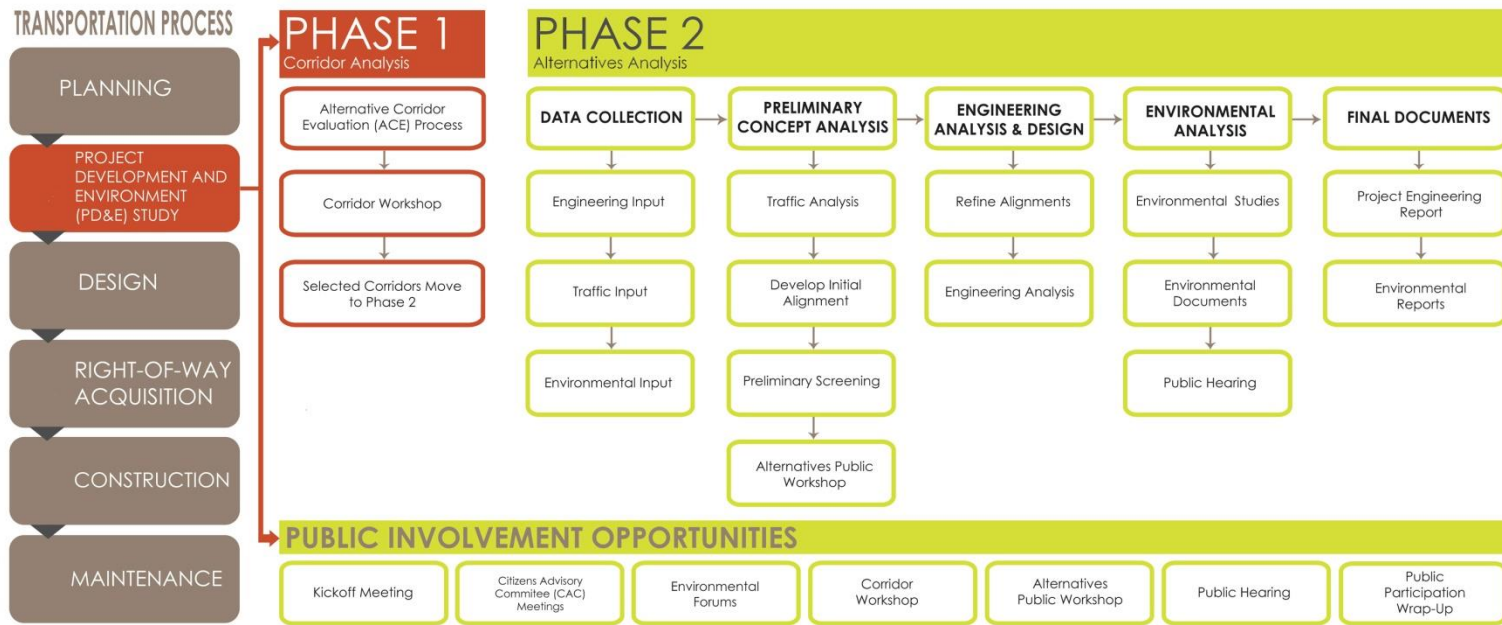 TRANSPORTATION PROCESS
PLANNING
PROJECT
DEVELOPMENT AND
ENVIRONMENT
(PD&E) STUDY
DESIGN
RIGHT-OF-WAY
ACQUISITION
CONSTRUCTION
MAINTENANCE
PHASE 1
Corridor Analysis
Alternative Corridor
Evaluation (ACE) Process
Corridor Workshop
Selected Corridors Move
to Phase 2
PHASE 2
Alternatives Analysis
DATA COLLECTION
Engineering Input
Traffic Input
Environmental Input
PRELIMINARY
CONCEPT ANALYSIS
Traffic Analysis
Develop Initial
Alignment
Preliminary Screening
Alternatives Public
Workshop
ENGINEERING
ANALYSIS & DESIGN
Refine Alignments
Engineering Analysis
ENVIRONMENTAL
ANALYSIS
Environmental Studies
Environmental
Documents
Public Hearing
FINAL DOCUMENTS
Project Engineering
Report
Environmental
Reports
PUBLIC INVOLVEMENT OPPORTUNITIES
Kickoff Meeting
Citizens Advisory
Commitee (CAC)
Meetings
Environmental
Forums
Corridor
Workshop
Alternatives
Public Workshop
Public Hearing
Public
Participation
Wrap-Up